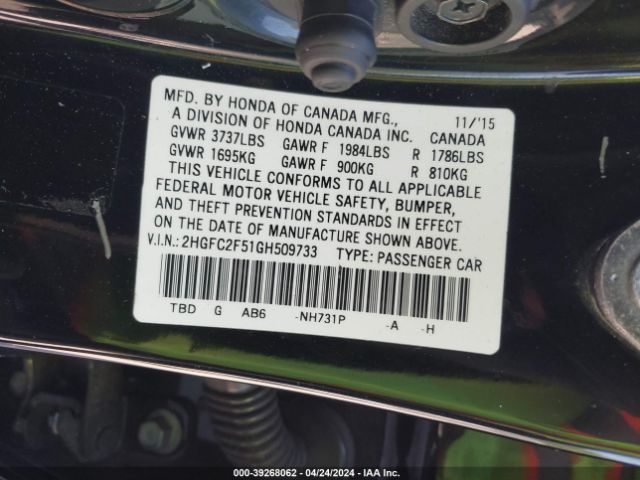 MFD. BY HONDA OF CANADA MFG., 11/'15
A DIVISION OF HONDA CANADA INC. CANADA
GVWR 3737LBS GAWR F 1984LBS R 1786LBS
GVWR 1695KG GAWR F 900KG R 810KG
THIS VEHICLE CONFORMS TO ALL APPLICABLE
FEDERAL MOTOR VEHICLE SAFETY, BUMPER,
AND THEFT PREVENTION STANDARDS IN EFFECT
ON THE DATE OF MANUFACTURE SHOWN ABOVE.
V.I.N.: 2HGFC2F51GH509733 TYPE: PASSENGER CAR
TBD G AB6 -NH731P -A -H
000-39268062 - 04/24/2024 - IAA Inc.